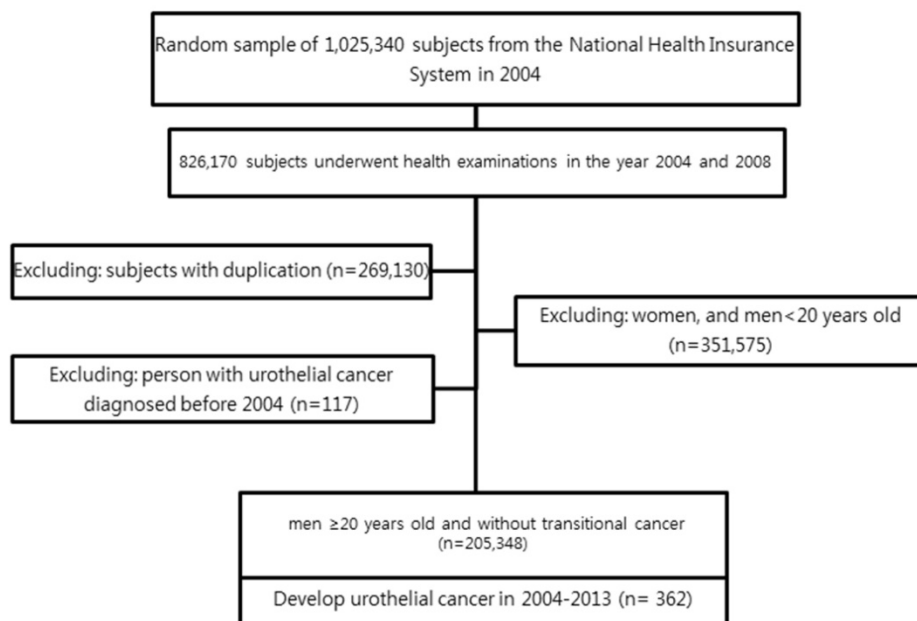 Random sample of 1,025,340 subjects from the National Health Insurance
System in 2004
826,170 subjects underwent health examinations in the year 2004 and 2008
Excluding: subjects with duplication (n=269,130)
Excluding: women, and men<20 years old
(n=351,575)
Excluding: person with urothelial cancer
diagnosed before 2004 (n=117)
men ≥20 years old and without transitional cancer
(n=205,348)
Develop urothelial cancer in 2004-2013 (n= 362)